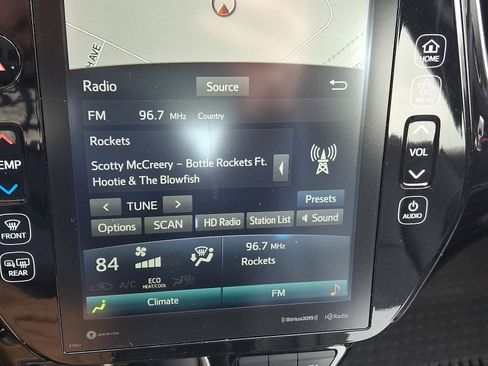 H AVE
Radio
Source
HOME
MENU
FM 96.7 MHz Country
Rockets
Scotty McCreery - Bottle Rockets Ft.
Hootie & The Blowfish
TEMP
VOL
< TUNE >
Presets
Options SCAN HD Radio Station List Sound
AUDIO
FRONT
REAR
84
A/C
ECO
HEAT/COOL
96.7 MHz
Rockets
Climate
FM
((SiriusXM))
HD Radio